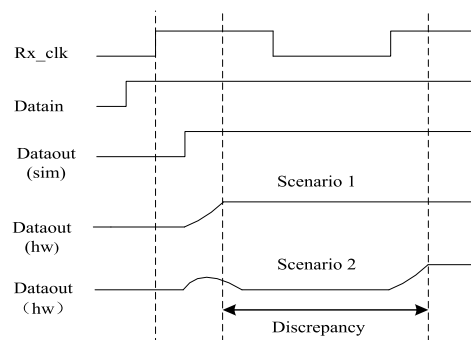 Rx_clk
Datain
Dataout
(sim)
Scenario 1
Dataout
(hw)
Scenario 2
Dataout
（hw）
Discrepancy